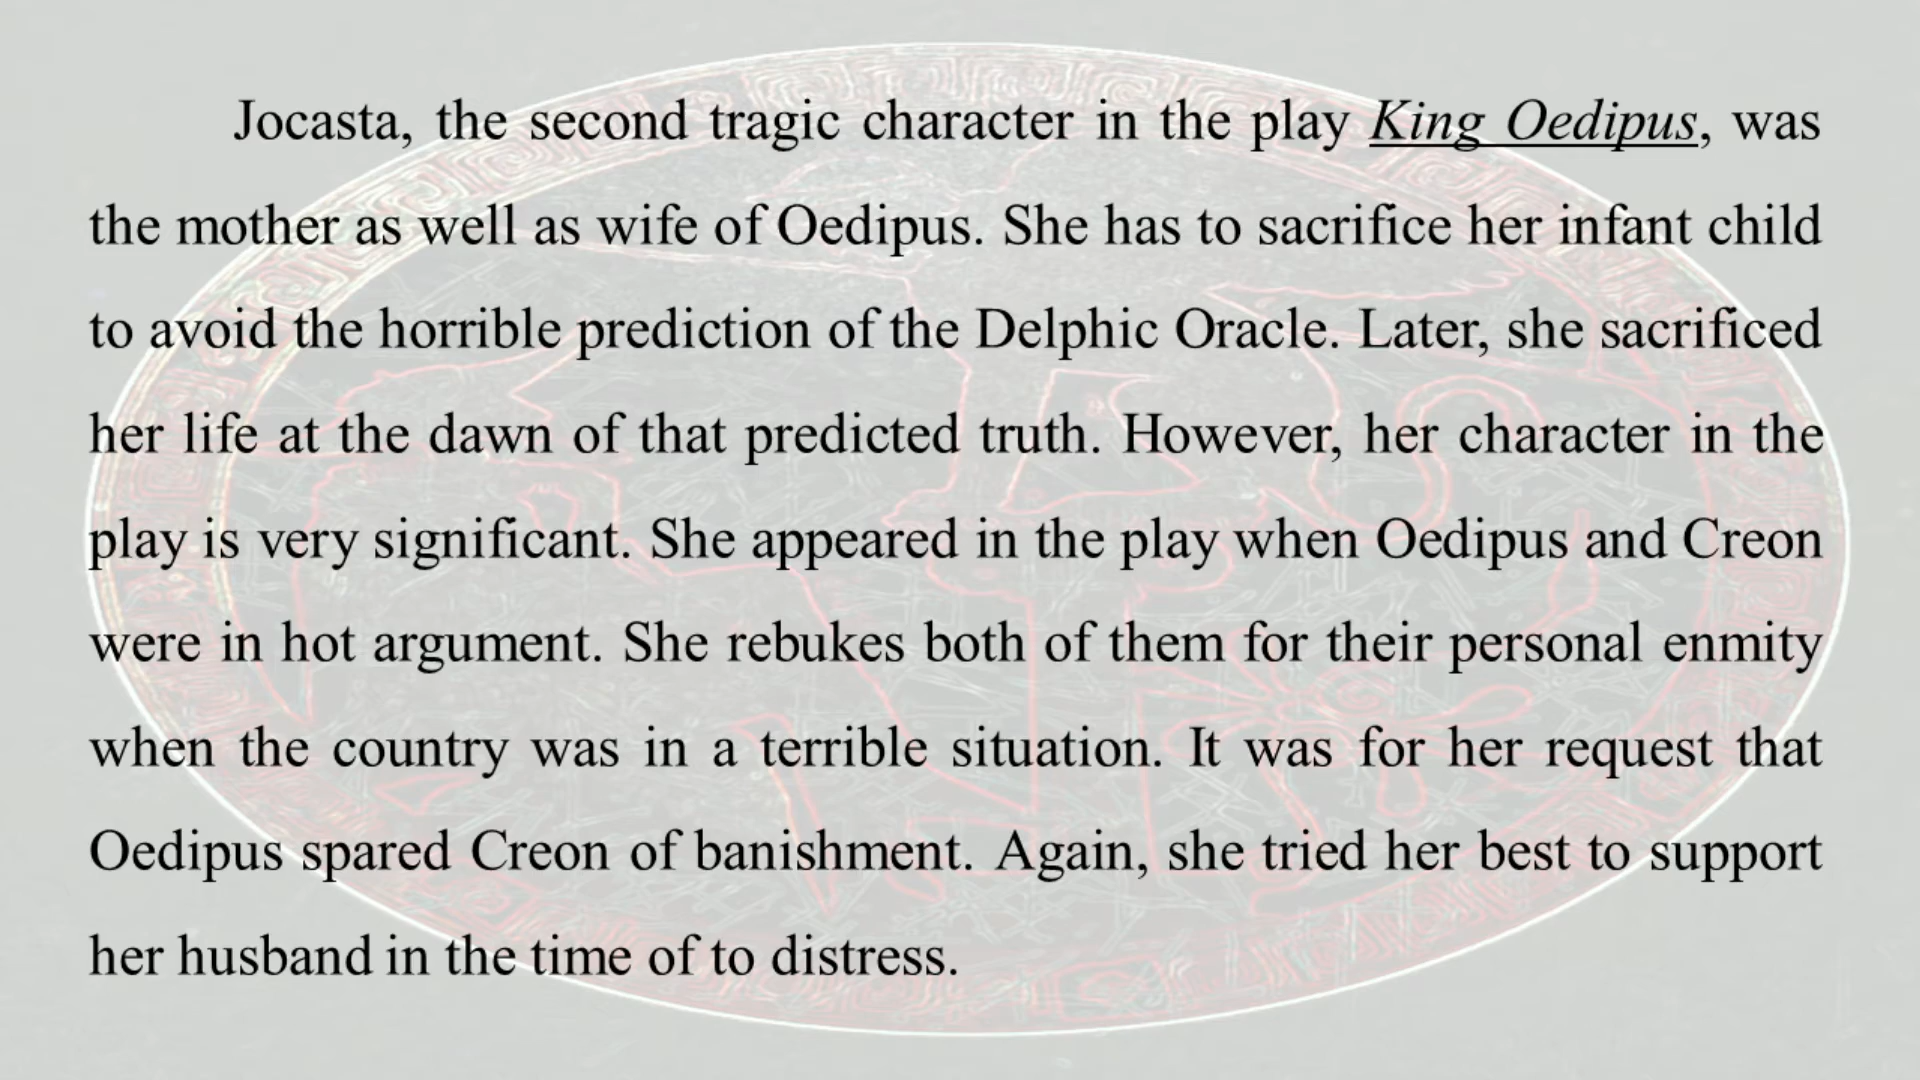 Jocasta, the second tragic character in the play King Oedipus, was
the mother as well as wife of Oedipus. She has to sacrifice her infant child
to avoid the horrible prediction of the Delphic Oracle. Later, she sacrificed
her life at the dawn of that predicted truth. However, her character in the
play is very significant. She appeared in the play when Oedipus and Creon
were in hot argument. She rebukes both of them for their personal enmity
when the country was in a terrible situation. It was for her request that
Oedipus spared Creon of banishment. Again, she tried her best to support
her husband in the time of to distress.